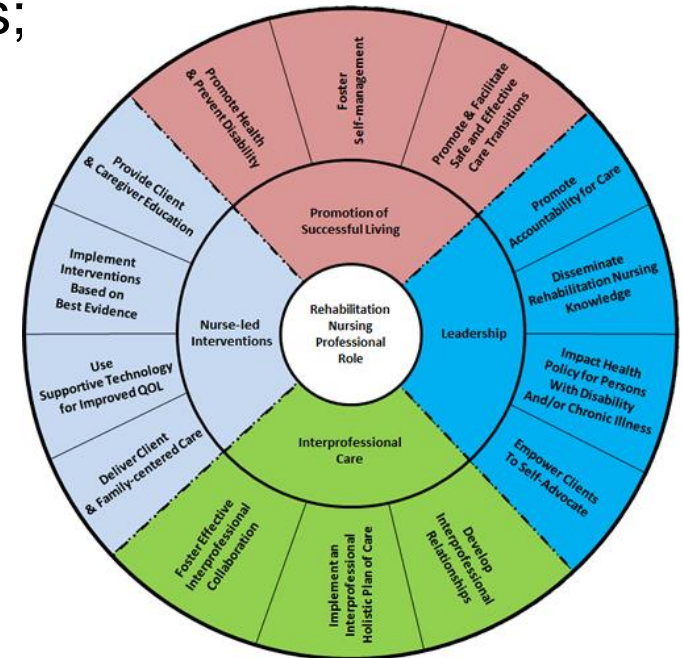 s;
Promote Health
& Prevent Disability
Foster
Self-management
Promote & Facilitate
Safe and Effective
Care Transitions
Promotion of
Successful Living
Provide Client
& Caregiver Education
Implement
Interventions
Based on
Best Evidence
Use
Supportive Technology
for Improved QOL
Deliver Client
& Family-centered Care
Nurse-led
Interventions
Rehabilitation
Nursing
Professional
Role
Leadership
Promote
Accountability for Care
Disseminate
Rehabilitation Nursing
Knowledge
Impact Health
Policy for Persons
With Disability
And/or Chronic Illness
Empower Clients
To Self-Advocate
Interprofessional
Care
Foster Effective
Interprofessional
Collaboration
Implement an
Interprofessional
Holistic Plan of Care
Develop
Interprofessional
Relationships